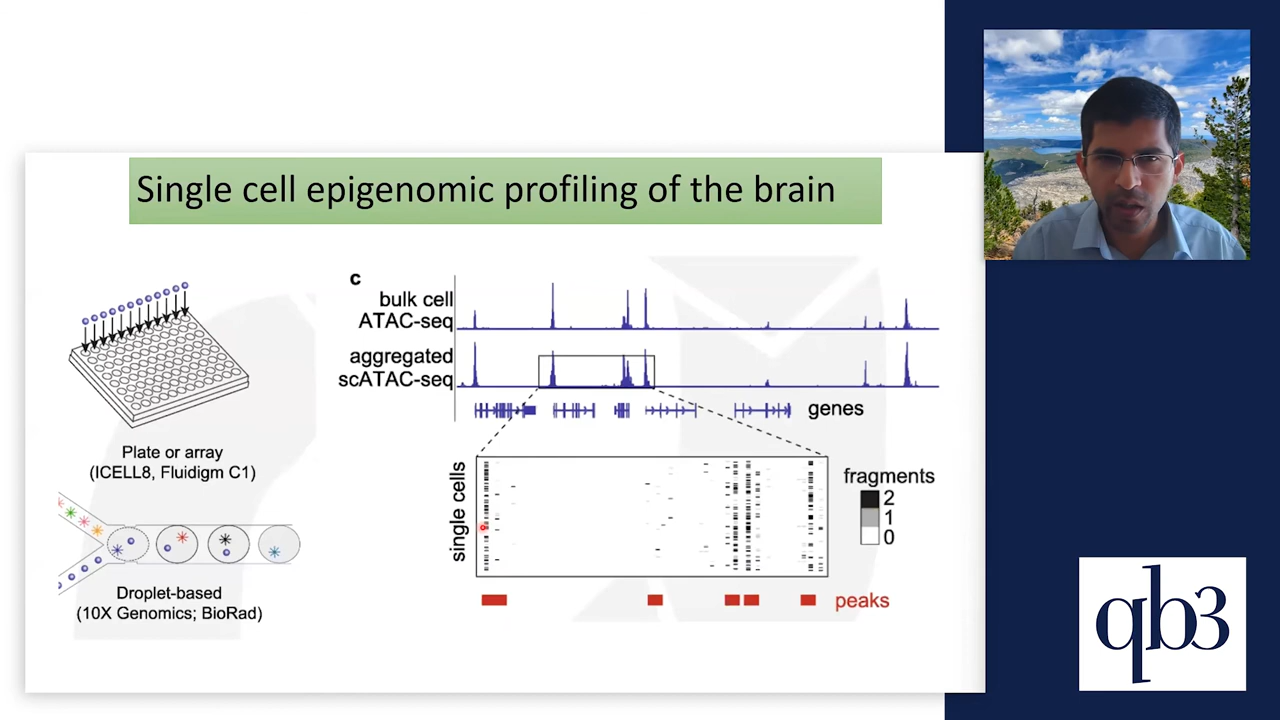 Single cell epigenomic profiling of the brain
Plate or array
(ICELL8, Fluidigm C1)
Droplet-based
(10X Genomics; BioRad)
c
bulk cell
ATAC-seq
aggregated
scATAC-seq
genes
single cells
fragments
2
1
0
peaks
qb3